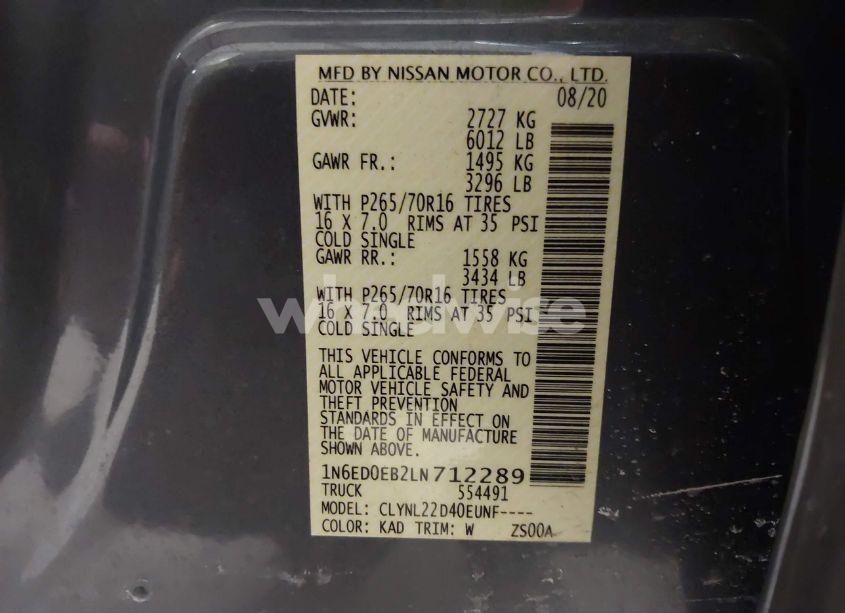 MFD BY NISSAN MOTOR CO., LTD.
DATE: 08/20
GVWR: 2727 KG
6012 LB
GAWR FR.: 1495 KG
3296 LB
WITH P265/70R16 TIRES
16 X 7.0 RIMS AT 35 PSI
COLD SINGLE
GAWR RR.: 1558 KG
3434 LB
WITH P265/70R16 TIRES
16 X 7.0 RIMS AT 35 PSI
COLD SINGLE
wheelwise
THIS VEHICLE CONFORMS TO
ALL APPLICABLE FEDERAL
MOTOR VEHICLE SAFETY AND
THEFT PREVENTION
STANDARDS IN EFFECT ON
THE DATE OF MANUFACTURE
SHOWN ABOVE.
1N6ED0EB2LN712289
TRUCK 554491
MODEL: CLYNL22D40EUNF----
COLOR: KAD TRIM: W ZS00A